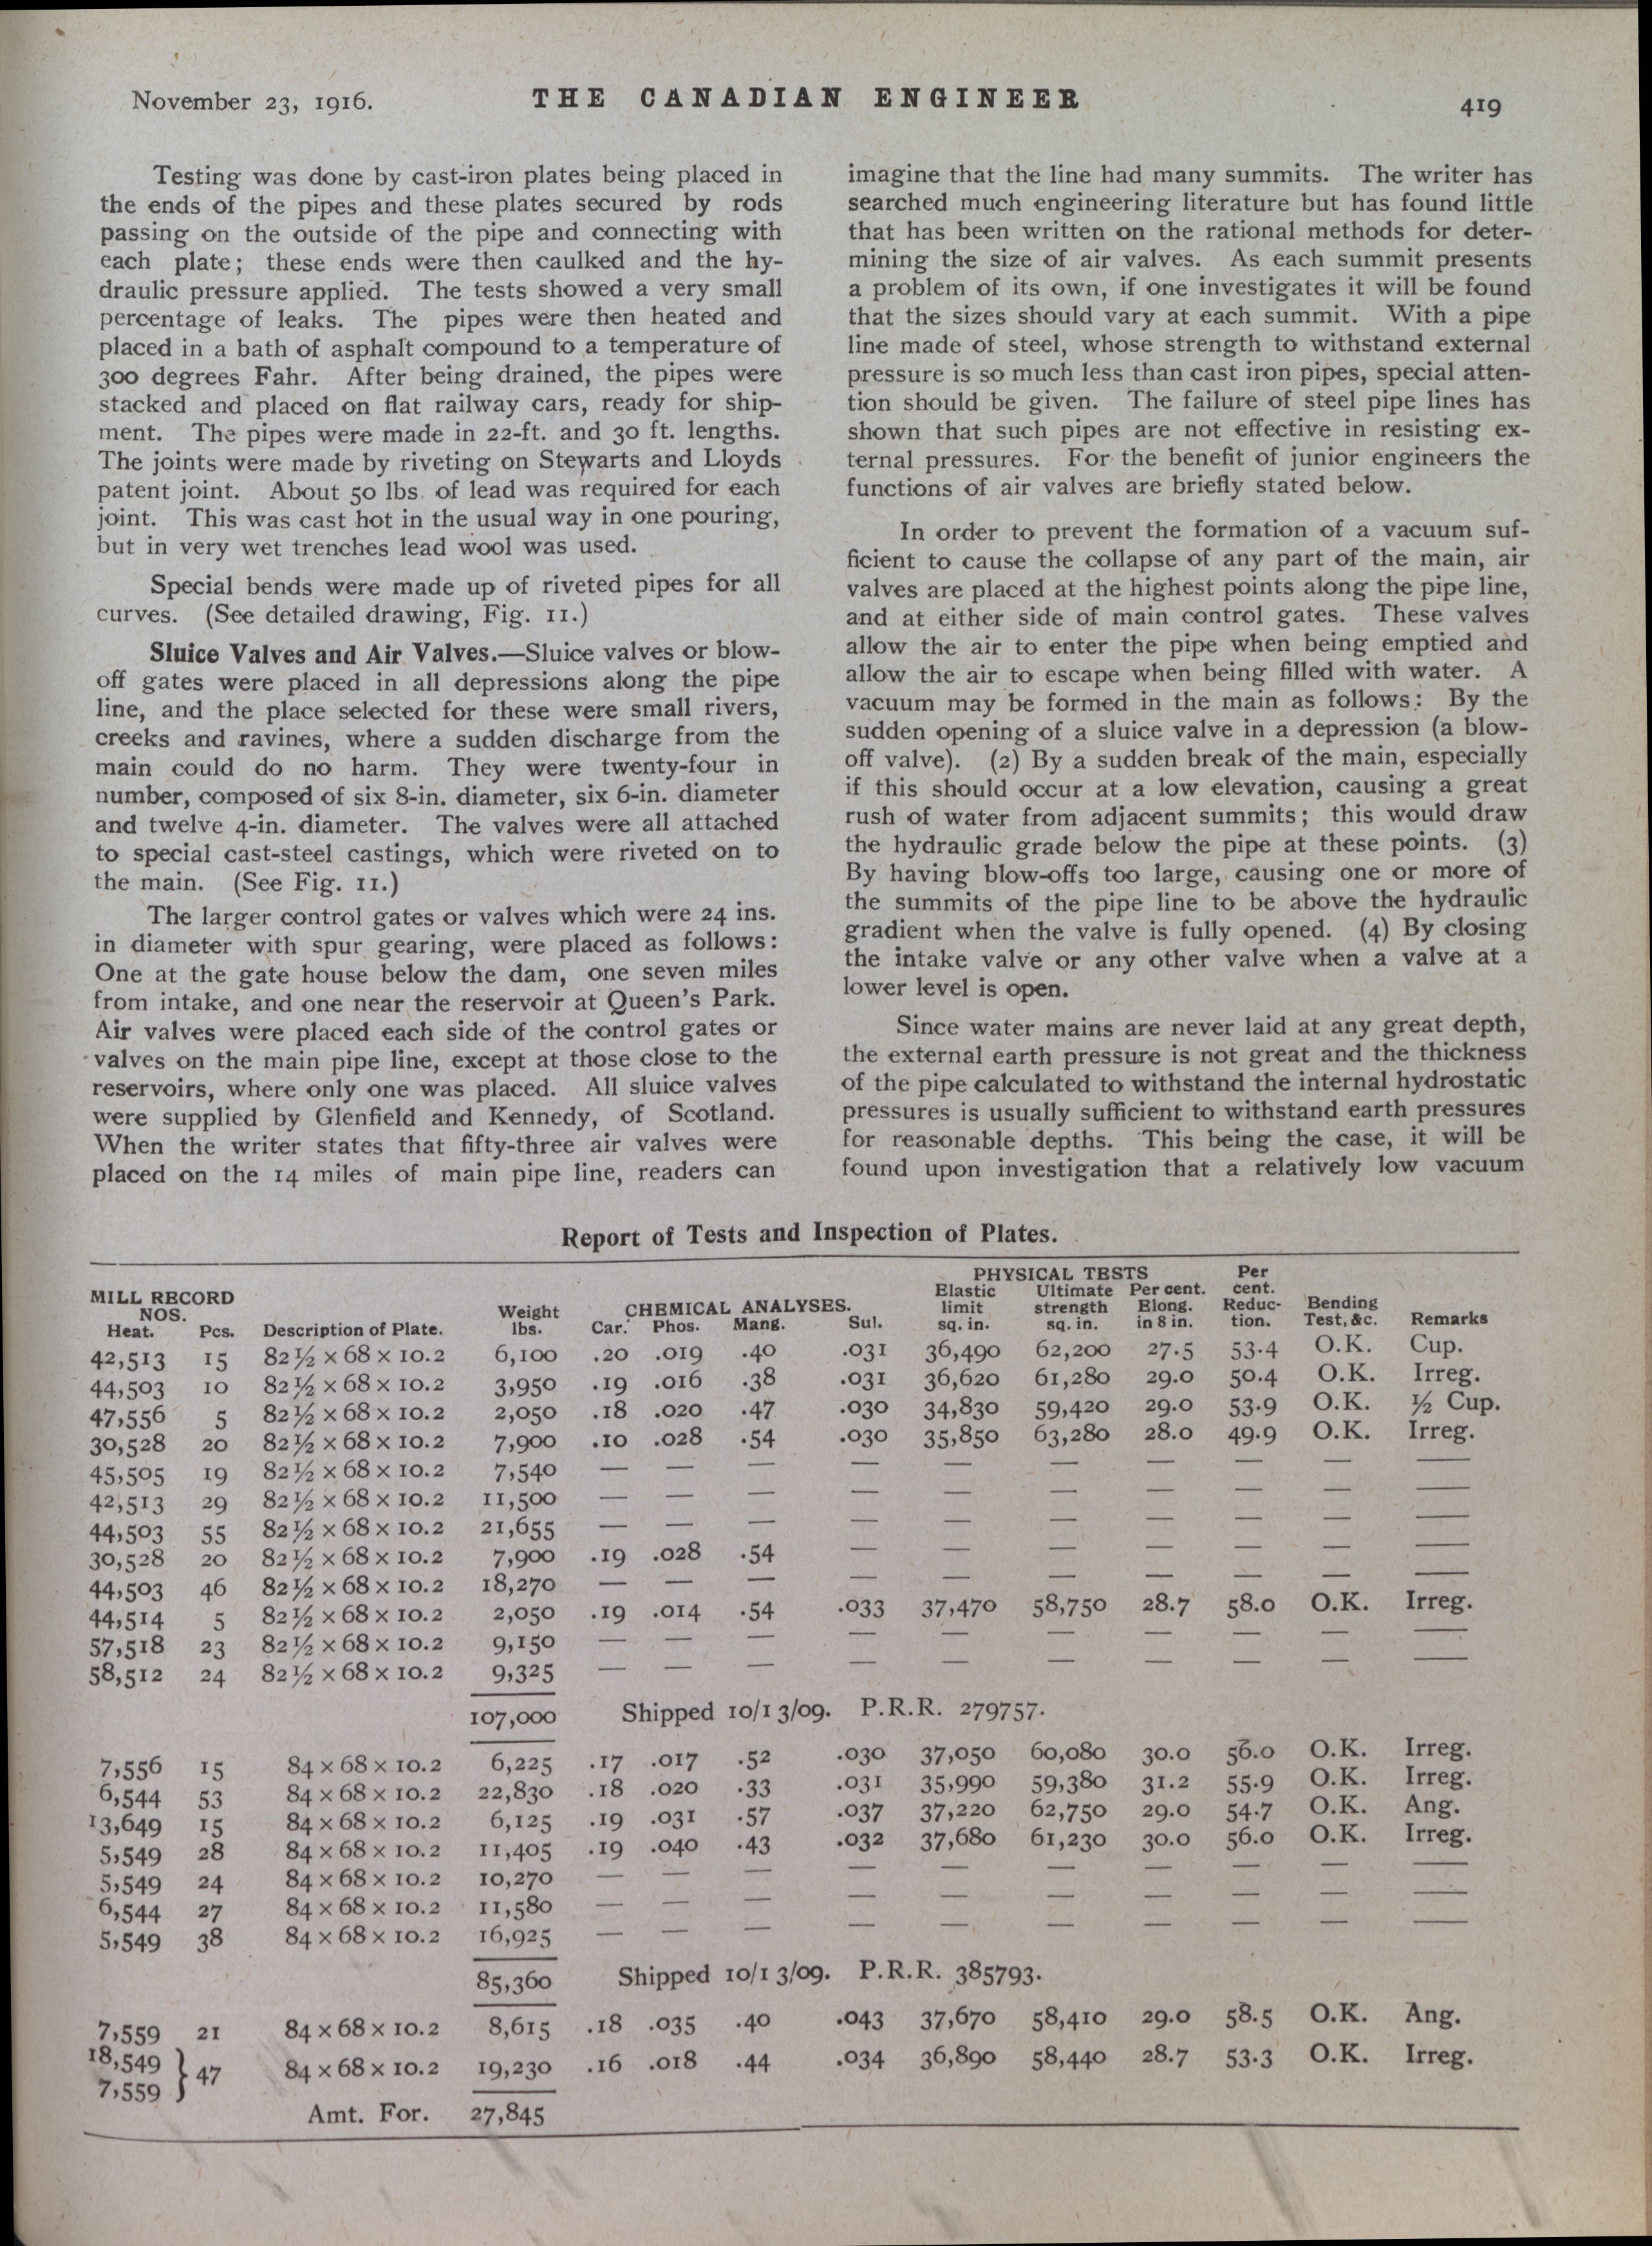 November 23, 1916.
THE CANADIAN ENGINEER
419
Testing was done by cast-iron plates being placed in
the ends of the pipes and these plates secured by rods
passing on the outside of the pipe and connecting with
each plate; these ends were then caulked and the hy-
draulic pressure applied. The tests showed a very small
percentage of leaks. The pipes were then heated and
placed in a bath of asphalt compound to a temperature of
300 degrees Fahr. After being drained, the pipes were
stacked and placed on flat railway cars, ready for ship-
ment. The pipes were made in 22-ft. and 30 ft. lengths.
The joints were made by riveting on Stewarts and Lloyds
patent joint. About 50 lbs. of lead was required for each
joint. This was cast hot in the usual way in one pouring,
but in very wet trenches lead wool was used.
Special bends were made up of riveted pipes for all
curves. (See detailed drawing, Fig. 11.)
Sluice Valves and Air Valves.—Sluice valves or blow-
off gates were placed in all depressions along the pipe
line, and the place selected for these were small rivers,
creeks and ravines, where a sudden discharge from the
main could do no harm. They were twenty-four in
number, composed of six 8-in. diameter, six 6-in. diameter
and twelve 4-in. diameter. The valves were all attached
to special cast-steel castings, which were riveted on to
the main. (See Fig. 11.)
The larger control gates or valves which were 24 ins.
in diameter with spur gearing, were placed as follows:
One at the gate house below the dam, one seven miles
from intake, and one near the reservoir at Queen's Park.
Air valves were placed each side of the control gates or
valves on the main pipe line, except at those close to the
reservoirs, where only one was placed. All sluice valves
were supplied by Glenfield and Kennedy, of Scotland.
When the writer states that fifty-three air valves were
placed on the 14 miles of main pipe line, readers can
imagine that the line had many summits. The writer has
searched much engineering literature but has found little
that has been written on the rational methods for deter-
mining the size of air valves. As each summit presents
a problem of its own, if one investigates it will be found
that the sizes should vary at each summit. With a pipe
line made of steel, whose strength to withstand external
pressure is so much less than cast iron pipes, special atten-
tion should be given. The failure of steel pipe lines has
shown that such pipes are not effective in resisting ex-
ternal pressures. For the benefit of junior engineers the
functions of air valves are briefly stated below.
In order to prevent the formation of a vacuum suf-
ficient to cause the collapse of any part of the main, air
valves are placed at the highest points along the pipe line,
and at either side of main control gates. These valves
allow the air to enter the pipe when being emptied and
allow the air to escape when being filled with water. A
vacuum may be formed in the main as follows: By the
sudden opening of a sluice valve in a depression (a blow-
off valve). (2) By a sudden break of the main, especially
if this should occur at a low elevation, causing a great
rush of water from adjacent summits; this would draw
the hydraulic grade below the pipe at these points. (3)
By having blow-offs too large, causing one or more of
the summits of the pipe line to be above the hydraulic
gradient when the valve is fully opened. (4) By closing
the intake valve or any other valve when a valve at a
lower level is open.
Since water mains are never laid at any great depth,
the external earth pressure is not great and the thickness
of the pipe calculated to withstand the internal hydrostatic
pressures is usually sufficient to withstand earth pressures
for reasonable depths. This being the case, it will be
found upon investigation that a relatively low vacuum
Report of Tests and Inspection of Plates.
PHYSICAL TESTS Per
MILL RECORD Elastic Ultimate Per cent. cent.
NOS. Weight CHEMICAL ANALYSES. limit strength Elong. Reduc- Bending
Heat. Pcs. Description of Plate. lbs. Car. Phos. Mang. Sul. sq. in. sq. in. in 8 in. tion. Test, &c. Remarks
42,513 15 82½ × 68 × 10.2 6,100 .20 .019 .40 .031 36,490 62,200 27.5 53.4 O.K. Cup.
44,503 10 82½ × 68 × 10.2 3,950 .19 .016 .38 .031 36,620 61,280 29.0 50.4 O.K. Irreg.
47,556 5 82½ × 68 × 10.2 2,050 .18 .020 .47 .030 34,830 59,420 29.0 53.9 O.K. ½ Cup.
30,528 20 82½ × 68 × 10.2 7,900 .10 .028 .54 .030 35,850 63,280 28.0 49.9 O.K. Irreg.
45,505 19 82½ × 68 × 10.2 7,540 — — — — — — — — — —
42,513 29 82½ × 68 × 10.2 11,500 — — — — — — — — — —
44,503 55 82½ × 68 × 10.2 21,655 — — — — — — — — — —
30,528 20 82½ × 68 × 10.2 7,900 .19 .028 .54 — — — — — — —
44,503 46 82½ × 68 × 10.2 18,270 — — — — — — — — — —
44,514 5 82½ × 68 × 10.2 2,050 .19 .014 .54 .033 37,470 58,750 28.7 58.0 O.K. Irreg.
57,518 23 82½ × 68 × 10.2 9,150 — — — — — — — — — —
58,512 24 82½ × 68 × 10.2 9,325 — — — — — — — — — —
107,000 Shipped 10/13/09. P.R.R. 279757.
7,556 15 84 × 68 × 10.2 6,225 .17 .017 .52 .030 37,050 60,080 30.0 56.0 O.K. Irreg.
6,544 53 84 × 68 × 10.2 22,830 .18 .020 .33 .031 35,990 59,380 31.2 55.9 O.K. Irreg.
13,649 15 84 × 68 × 10.2 6,125 .19 .031 .57 .037 37,220 62,750 29.0 54.7 O.K. Ang.
5,549 28 84 × 68 × 10.2 11,405 .19 .040 .43 .032 37,680 61,230 30.0 56.0 O.K. Irreg.
5,549 24 84 × 68 × 10.2 10,270 — — — — — — — — — —
6,544 27 84 × 68 × 10.2 11,580 — — — — — — — — — —
5,549 38 84 × 68 × 10.2 16,925 — — — — — — — — — —
85,360 Shipped 10/13/09. P.R.R. 385793.
7,559 21 84 × 68 × 10.2 8,615 .18 .035 .40 .043 37,670 58,410 29.0 58.5 O.K. Ang.
18,549 } 47 84 × 68 × 10.2 19,230 .16 .018 .44 .034 36,890 58,440 28.7 53.3 O.K. Irreg.
7,559
Amt. For. 27,845